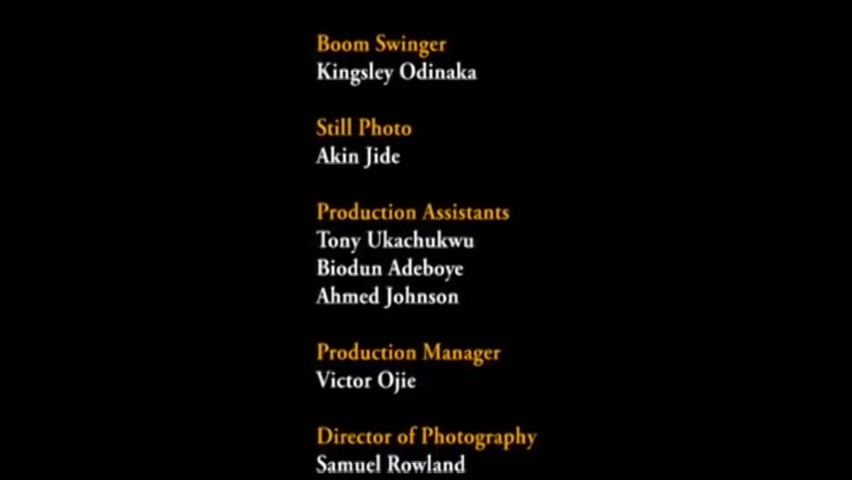 Boom Swinger
Kingsley Odinaka
Still Photo
Akin Jide
Production Assistants
Tony Ukachukwu
Biodun Adeboye
Ahmed Johnson
Production Manager
Victor Ojie
Director of Photography
Samuel Rowland